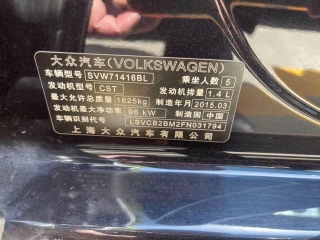 大众汽车(VOLKSWAGEN)
车辆型号 SVW71416BL 乘坐人数 5
发动机型号 CST 发动机排量 1.4 L
最大允许总质量 1825kg 制造年月 2015.03
发动机最大净功率 96 kW 制造国 中国
车辆识别代号 LSVCB2BM2FN031794
上海大众汽车有限公司